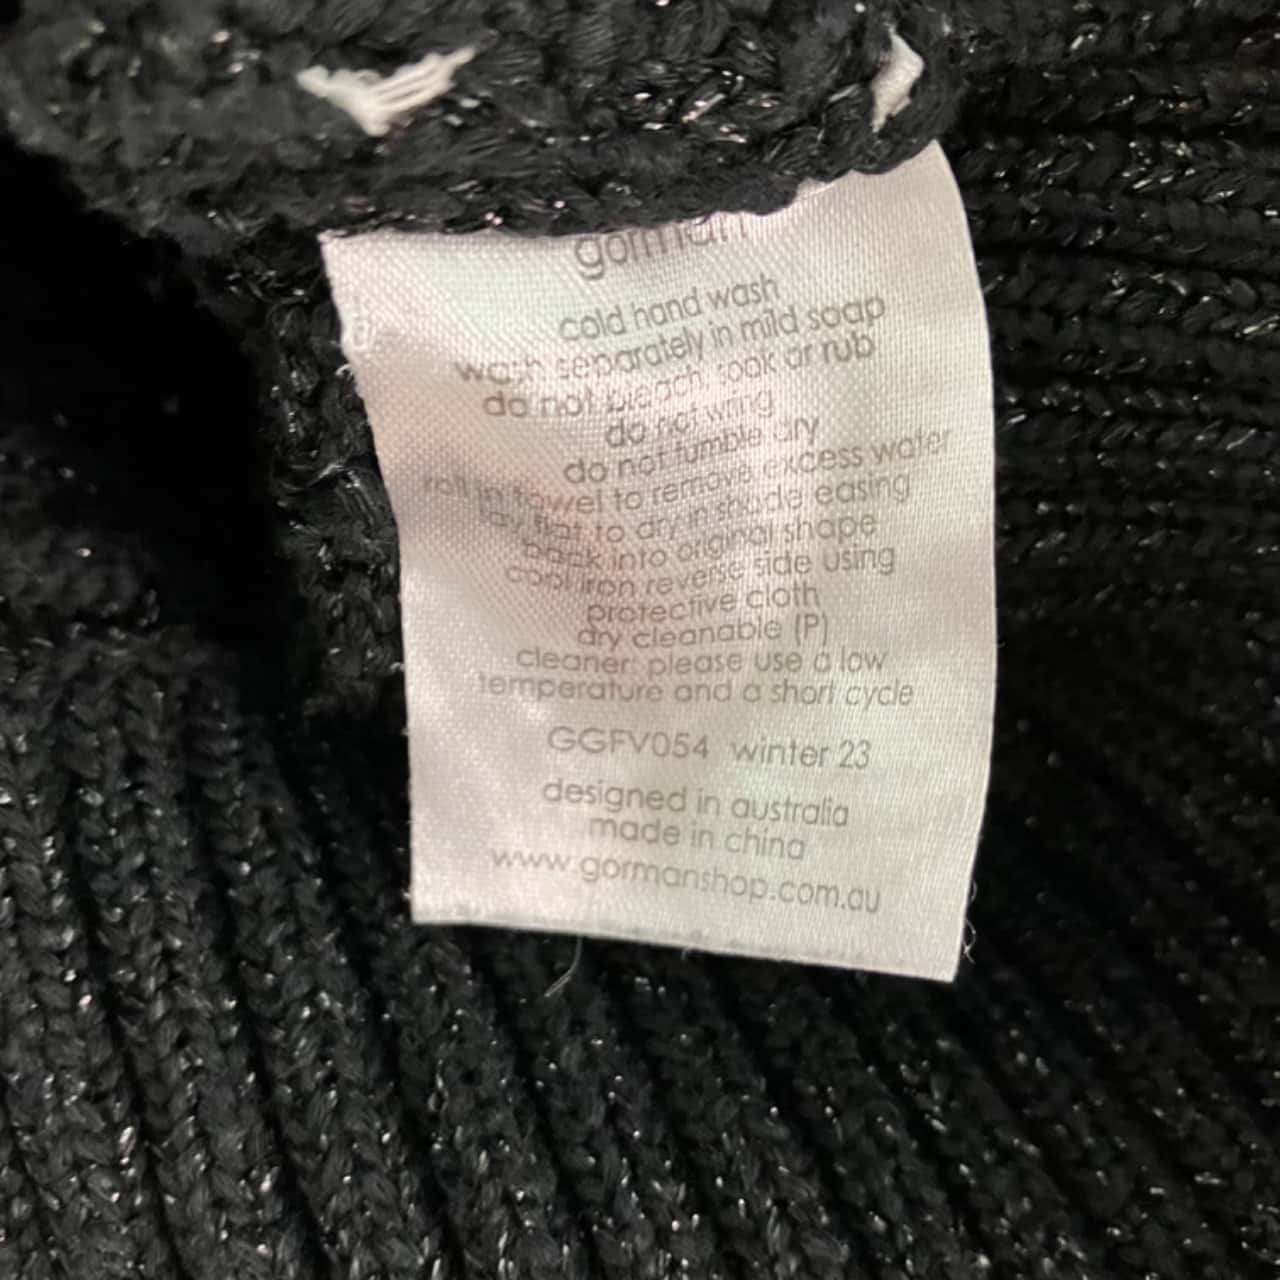 gorman
cold hand wash
wash separately in mild soap
do not bleach soak or rub
do not wring
do not tumble dry
roll in towel to remove excess water
lay flat to dry in shade easing
back into original shape
cool iron reverse side using
protective cloth
dry cleanable (P)
cleaner: please use a low
temperature and a short cycle
GGFV054 winter 23
designed in australia
made in china
www.gormanshop.com.au